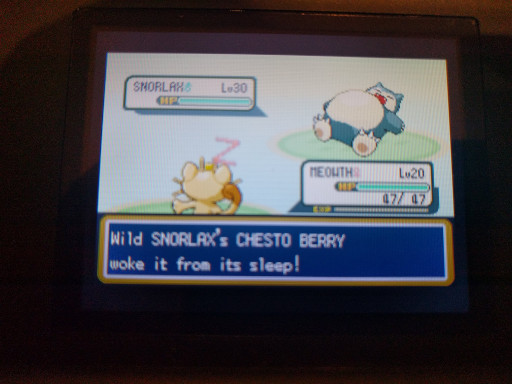 SNORLAX♂ Lv30
HP
Z
MEOWTH♀ Lv20
HP
47/ 47
EXP
Wild SNORLAX's CHESTO BERRY
woke it from its sleep!